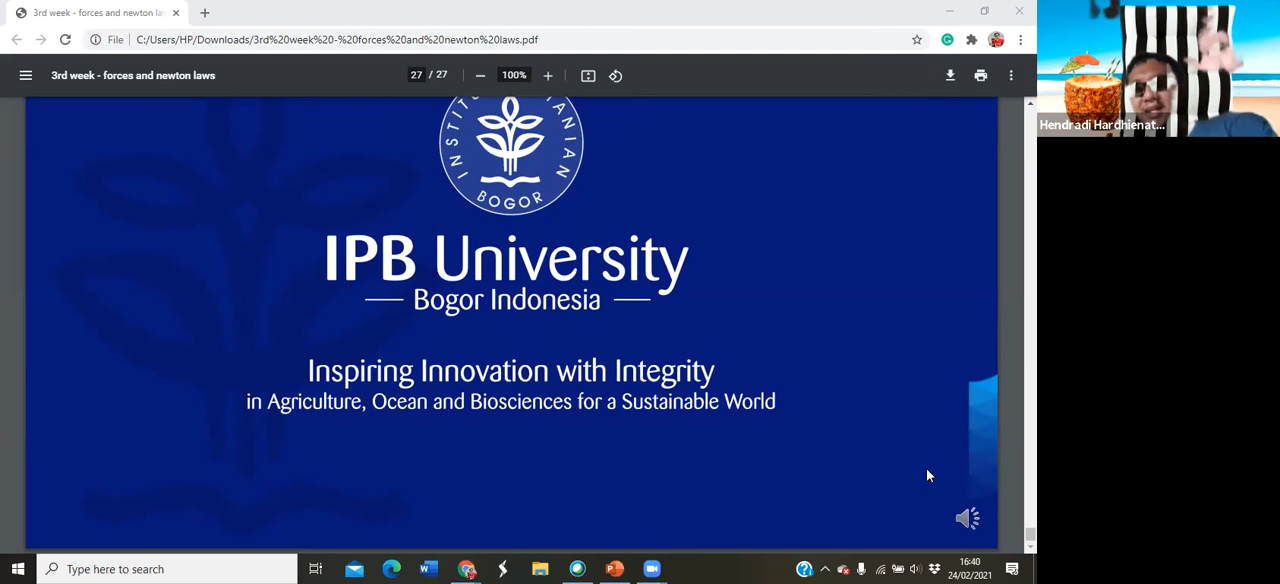 3rd week - forces and newton la
File
C:/Users/HP/Downloads/3rd%20week%20-%20forces%20and%20newton%20laws.pdf
3rd week - forces and newton laws
27 / 27
100%
Hendradi Hardhienat...
BOGOR
IPB University
Bogor Indonesia
Inspiring Innovation with Integrity
in Agriculture, Ocean and Biosciences for a Sustainable World
Type here to search
16:40
24/02/2021